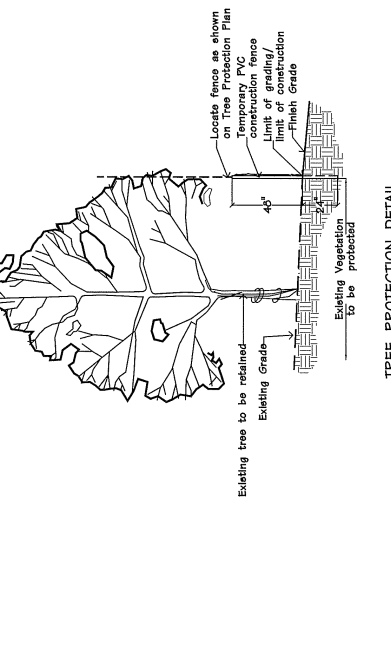 Locate fence as shown
on Tree Protection Plan
Temporary PVC
construction fence
Limit of grading/
limit of construction
Finish Grade
48"
24"
Existing Vegetation
to be protected
Existing tree to be retained
Existing Grade
TREE PROTECTION DETAIL